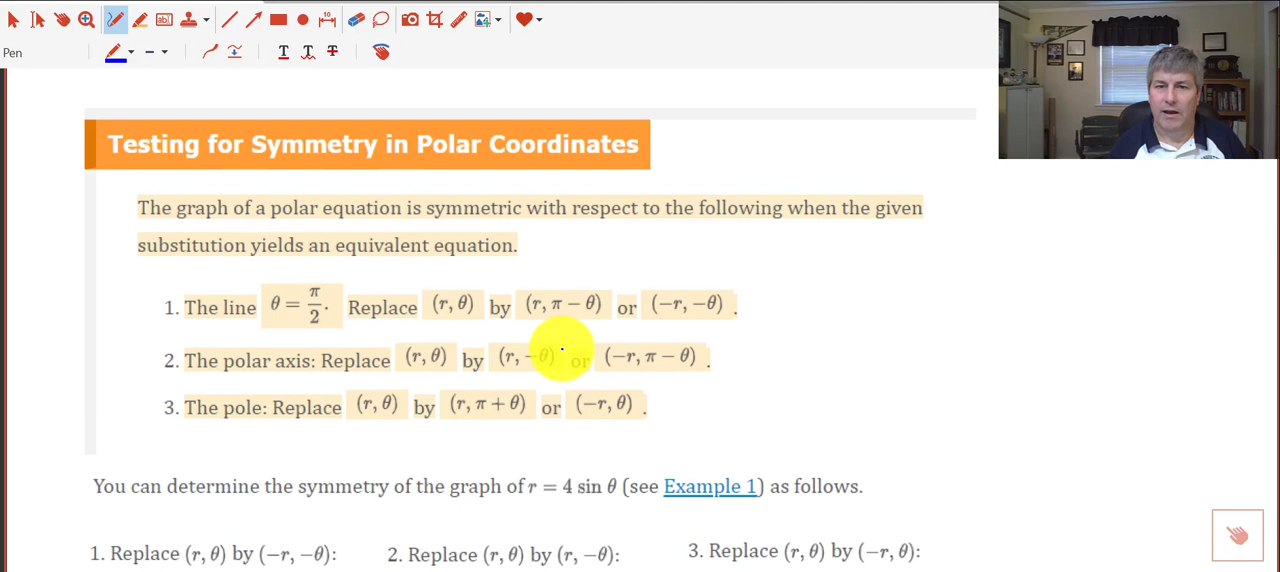 Pen
Testing for Symmetry in Polar Coordinates
The graph of a polar equation is symmetric with respect to the following when the given
substitution yields an equivalent equation.
1. The line θ = π/2. Replace (r, θ) by (r, π − θ) or (−r, −θ) .
2. The polar axis: Replace (r, θ) by (r, −θ) or (−r, π − θ) .
3. The pole: Replace (r, θ) by (r, π + θ) or (−r, θ) .
You can determine the symmetry of the graph of r = 4 sin θ (see Example 1) as follows.
1. Replace (r, θ) by (−r, −θ): 2. Replace (r, θ) by (r, −θ): 3. Replace (r, θ) by (−r, θ):